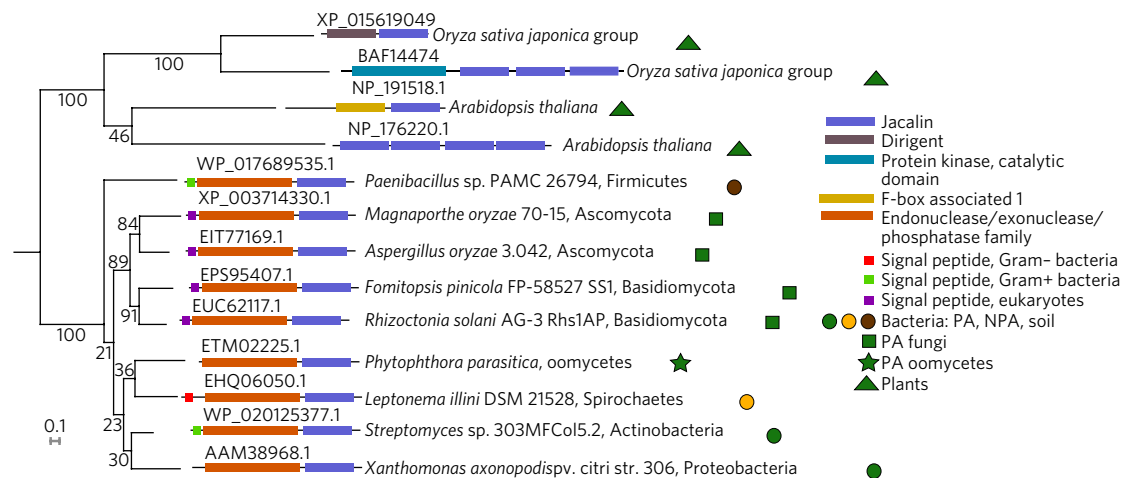 XP_015619049
Oryza sativa japonica group
100
BAF14474
Oryza sativa japonica group
100
NP_191518.1
Arabidopsis thaliana
46
NP_176220.1
Arabidopsis thaliana
WP_017689535.1
Paenibacillus sp. PAMC 26794, Firmicutes
XP_003714330.1
84
Magnaporthe oryzae 70-15, Ascomycota
EIT77169.1
89
Aspergillus oryzae 3.042, Ascomycota
EPS95407.1
Fomitopsis pinicola FP-58527 SS1, Basidiomycota
EUC62117.1
91
Rhizoctonia solani AG-3 Rhs1AP, Basidiomycota
100
21
ETM02225.1
36
Phytophthora parasitica, oomycetes
EHQ06050.1
Leptonema illini DSM 21528, Spirochaetes
WP_020125377.1
23
Streptomyces sp. 303MFCol5.2, Actinobacteria
AAM38968.1
30
Xanthomonas axonopodispv. citri str. 306, Proteobacteria
0.1
Jacalin
Dirigent
Protein kinase, catalytic
domain
F-box associated 1
Endonuclease/exonuclease/
phosphatase family
Signal peptide, Gram– bacteria
Signal peptide, Gram+ bacteria
Signal peptide, eukaryotes
Bacteria: PA, NPA, soil
PA fungi
PA oomycetes
Plants